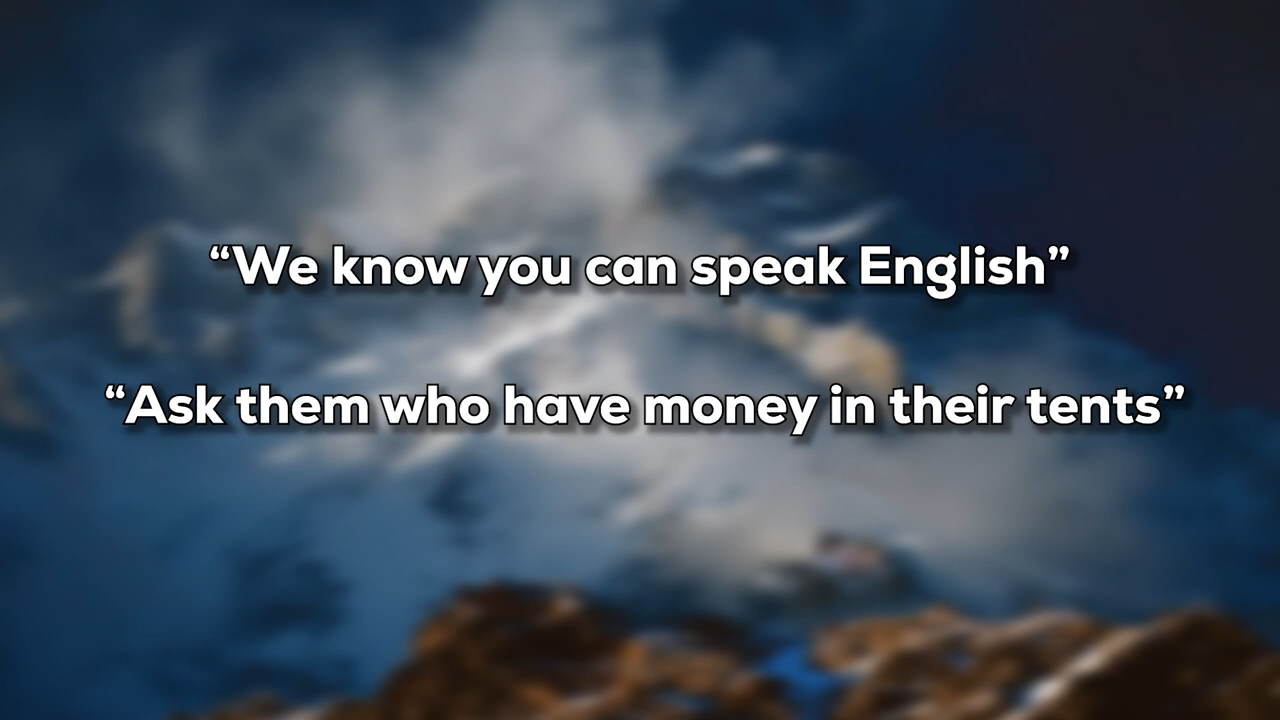 “We know you can speak English”
“Ask them who have money in their tents”